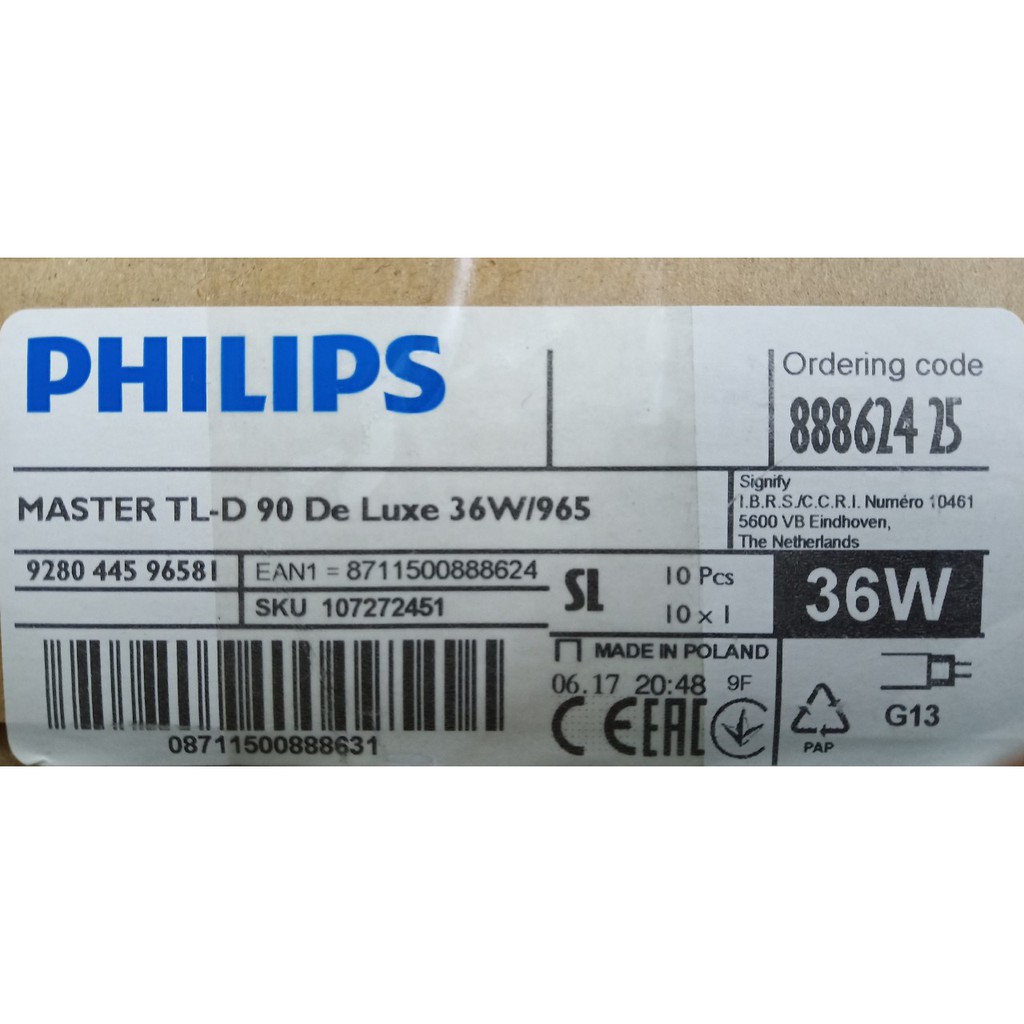 PHILIPS
Ordering code
888624 25
MASTER TL-D 90 De Luxe 36W/965
Signify
I.B.R.S./C.C.R.I. Numéro 10461
5600 VB Eindhoven,
The Netherlands
9280 445 96581
EAN1 = 8711500888624
SKU 107272451
SL
10 Pcs
10 x 1
36W
MADE IN POLAND
06.17 20:48 9F
CE EAC
PAP
G13
08711500888631